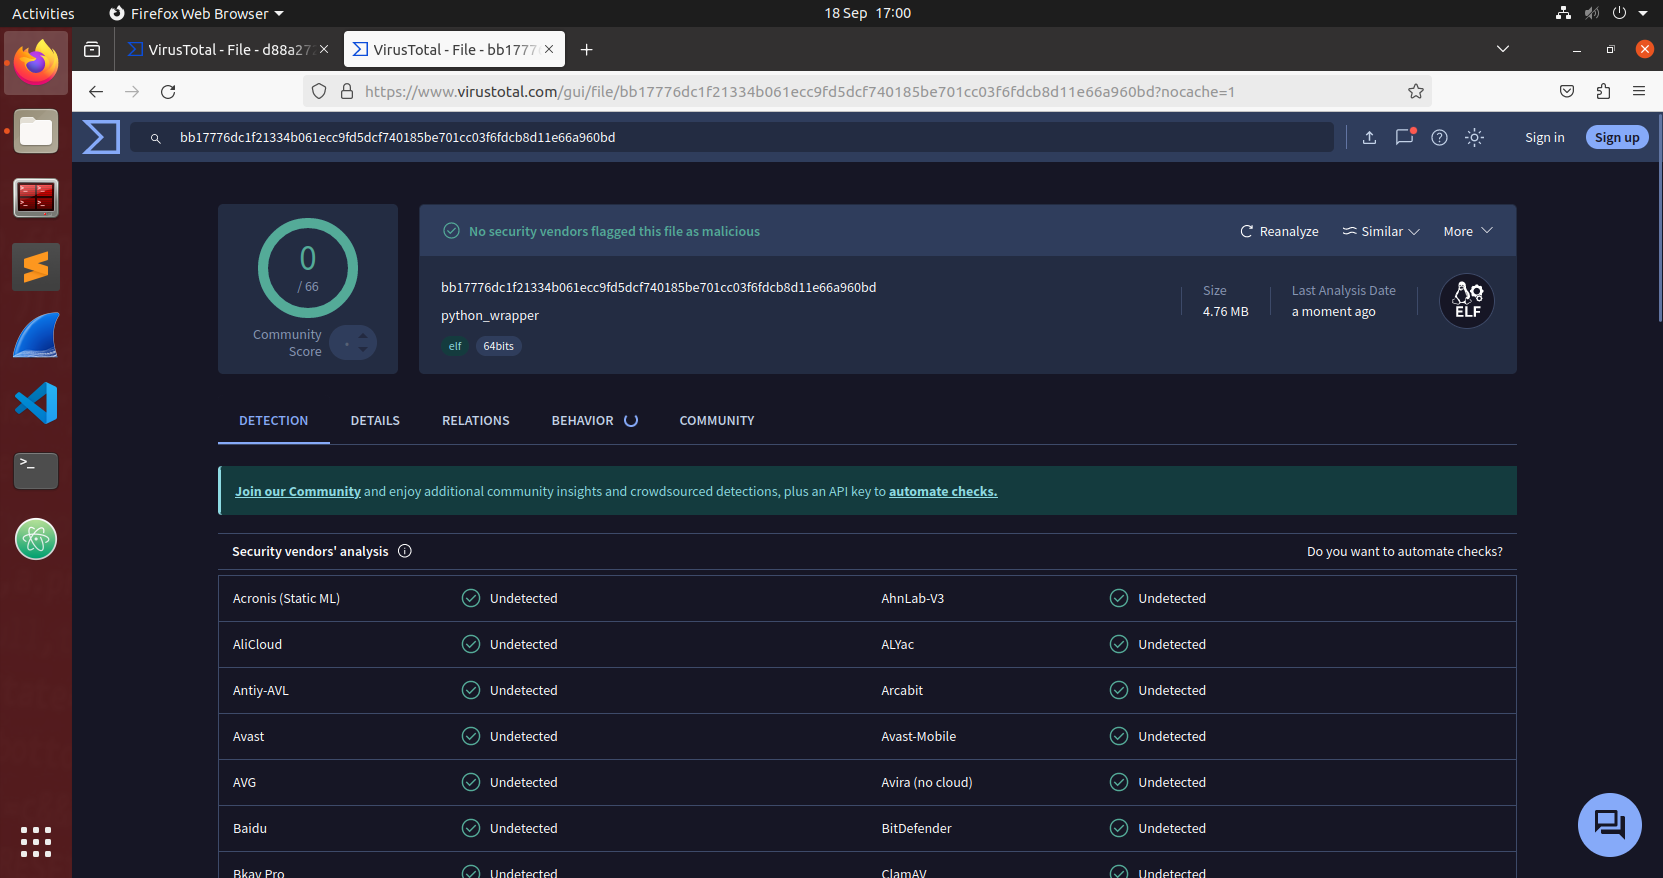 Activities
Firefox Web Browser
18 Sep 17:00
VirusTotal - File - d88a27
VirusTotal - File - bb1777
https://www.virustotal.com/gui/file/bb17776dc1f21334b061ecc9fd5dcf740185be701cc03f6fdcb8d11e66a960bd?nocache=1
bb17776dc1f21334b061ecc9fd5dcf740185be701cc03f6fdcb8d11e66a960bd
Sign in
Sign up
0
/ 66
Community
Score
No security vendors flagged this file as malicious
Reanalyze
Similar
More
bb17776dc1f21334b061ecc9fd5dcf740185be701cc03f6fdcb8d11e66a960bd
python_wrapper
elf
64bits
Size
4.76 MB
Last Analysis Date
a moment ago
ELF
DETECTION
DETAILS
RELATIONS
BEHAVIOR
COMMUNITY
Join our Community and enjoy additional community insights and crowdsourced detections, plus an API key to automate checks.
Security vendors' analysis
Do you want to automate checks?
Acronis (Static ML)
Undetected
AhnLab-V3
Undetected
AliCloud
Undetected
ALYac
Undetected
Antiy-AVL
Undetected
Arcabit
Undetected
Avast
Undetected
Avast-Mobile
Undetected
AVG
Undetected
Avira (no cloud)
Undetected
Baidu
Undetected
BitDefender
Undetected
Bkav Pro
Undetected
ClamAV
Undetected